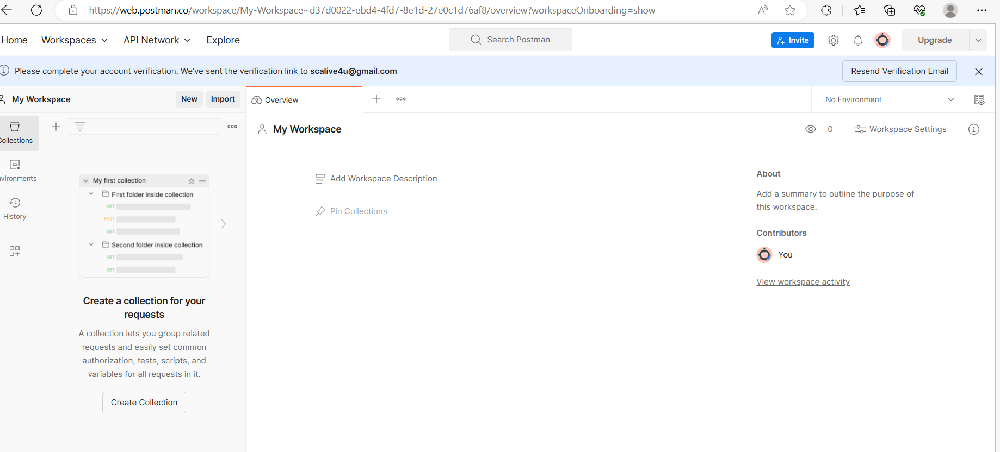 https://web.postman.co/workspace/My-Workspace~d37d0022-ebd4-4fd7-8e1d-27e0c1d76af8/overview?workspaceOnboarding=show
Home Workspaces API Network Explore Search Postman Invite Upgrade
Please complete your account verification. We've sent the verification link to scalive4u@gmail.com Resend Verification Email
My Workspace New Import Overview No Environment
My Workspace 0 Workspace Settings
ollections
vironments
History
My first collection
First folder inside collection
GET
POST
GET
Second folder inside collection
GET
GET
Create a collection for your
requests
A collection lets you group related
requests and easily set common
authorization, tests, scripts, and
variables for all requests in it.
Create Collection
Add Workspace Description
Pin Collections
About
Add a summary to outline the purpose of
this workspace.
Contributors
You
View workspace activity